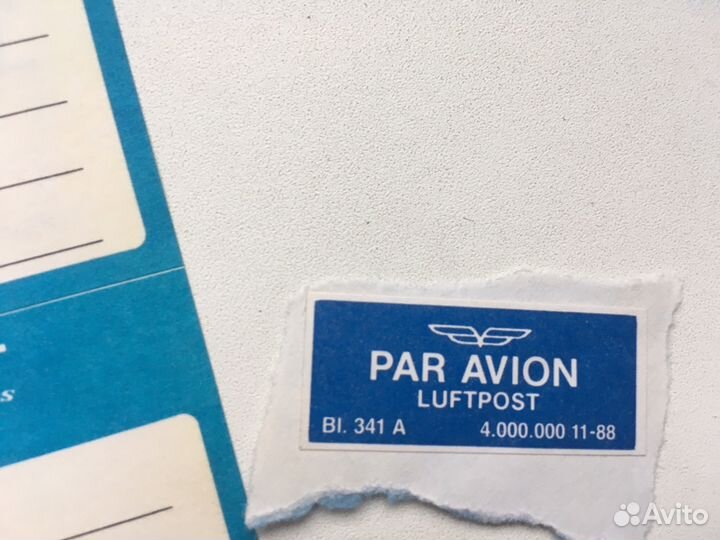 s
PAR AVION
LUFTPOST
Bl. 341 A 4.000.000 11-88
Avito